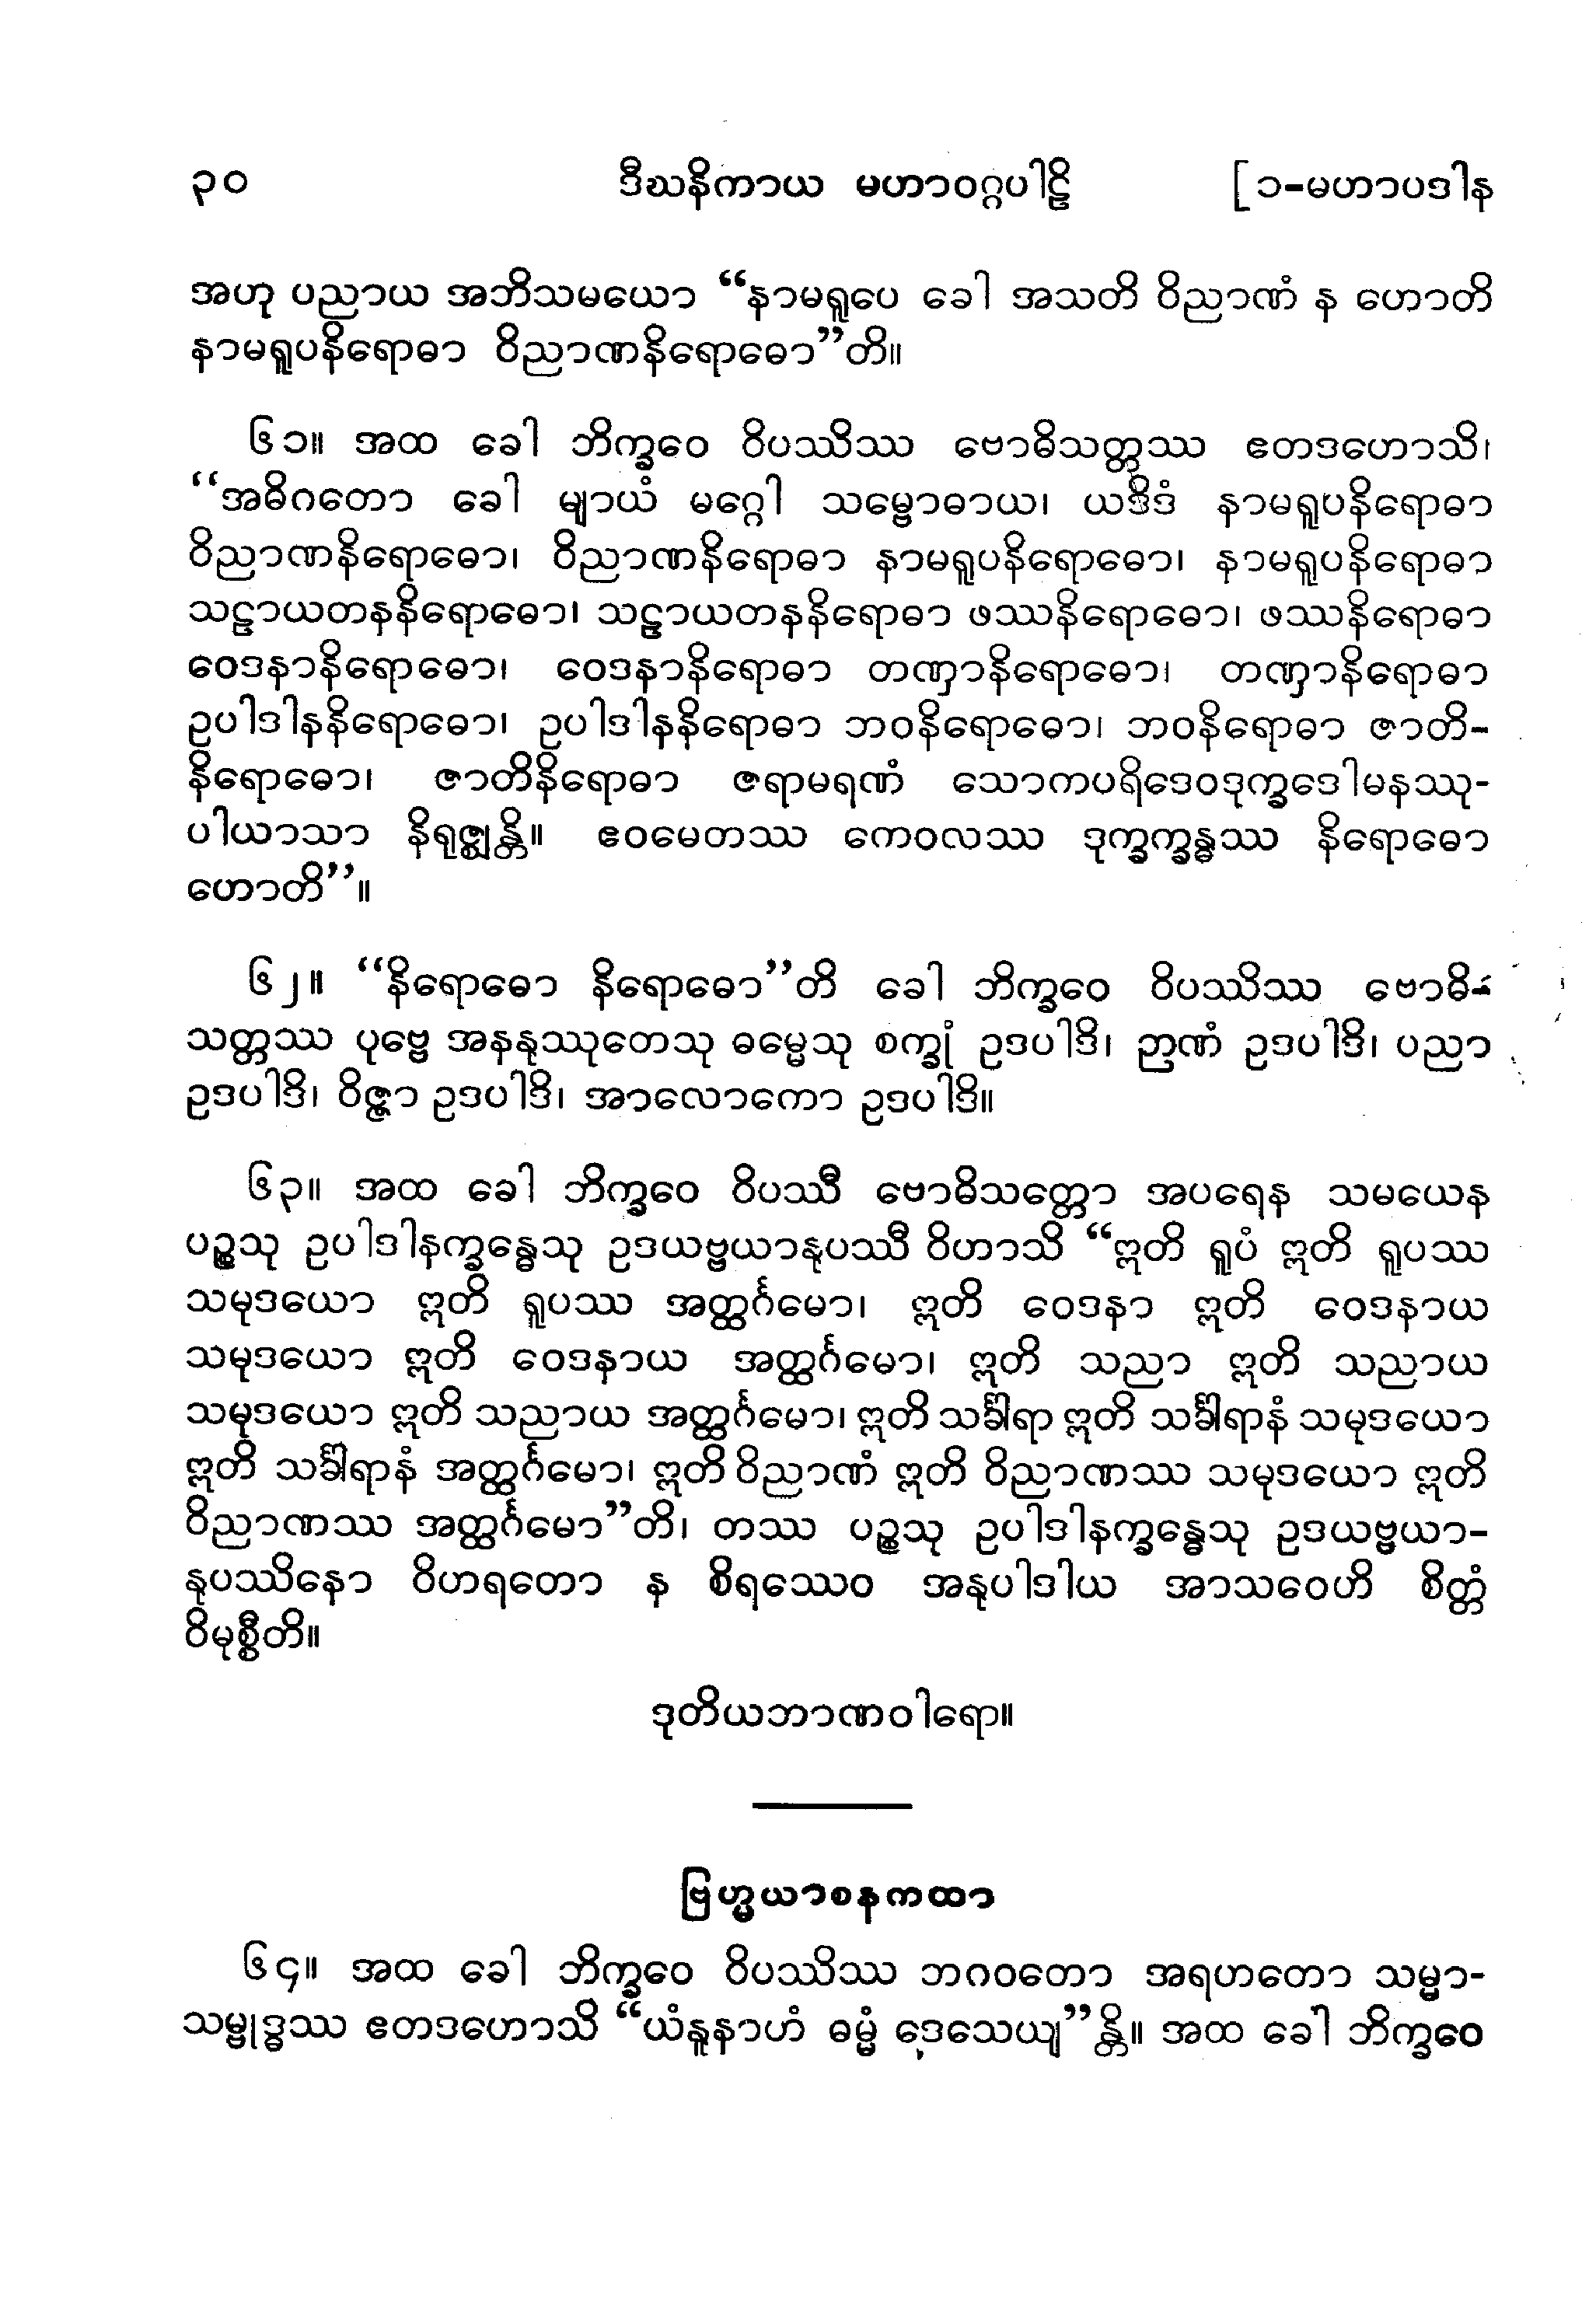 ၃၀ ဒီဃနိကာယ မဟာဝဂ္ဂပါဠိ [ ၁-မဟာပဒါန
အဟု ပညာယ အဘိသမယော “နာမရူပေ ခေါ အသတိ ဝိညာဏံ န ဟောတိ
နာမရူပနိရောဓာ ဝိညာဏနိရောဓော”တိ။
၆၁။ အထ ခေါ ဘိက္ခဝေ ဝိပဿိဿ ဗောဓိသတ္တဿ ဧတဒဟောသိ၊
“အဓိဂတော ခေါ မျာယံ မဂ္ဂေါ သမ္ဗောဓာယ၊ ယဒိဒံ နာမရူပနိရောဓာ
ဝိညာဏနိရောဓော၊ ဝိညာဏနိရောဓာ နာမရူပနိရောဓော၊ နာမရူပနိရောဓာ
သဠာယတနနိရောဓော၊ သဠာယတနနိရောဓာ ဖဿနိရောဓော၊ ဖဿနိရောဓာ
ဝေဒနာနိရောဓော၊ ဝေဒနာနိရောဓာ တဏှာနိရောဓော၊ တဏှာနိရောဓာ
ဥပါဒါနနိရောဓော၊ ဥပါဒါနနိရောဓာ ဘဝနိရောဓော၊ ဘဝနိရောဓာ ဇာတိ-
နိရောဓော၊ ဇာတိနိရောဓာ ဇရာမရဏံ သောကပရိဒေဝဒုက္ခဒေါမနဿု-
ပါယာသာ နိရုဇ္ဈန္တိ။ ဧဝမေတဿ ကေဝလဿ ဒုက္ခက္ခန္ဓဿ နိရောဓော
ဟောတိ”။
၆၂။ “နိရောဓော နိရောဓော”တိ ခေါ ဘိက္ခဝေ ဝိပဿိဿ ဗောဓိ-
သတ္တဿ ပုဗ္ဗေ အနနုဿုတေသု ဓမ္မေသု စက္ခုံ ဥဒပါဒိ၊ ဉာဏံ ဥဒပါဒိ၊ ပညာ
ဥဒပါဒိ၊ ဝိဇ္ဇာ ဥဒပါဒိ၊ အာလောကော ဥဒပါဒိ။
၆၃။ အထ ခေါ ဘိက္ခဝေ ဝိပဿီ ဗောဓိသတ္တော အပရေန သမယေန
ပဉ္စသု ဥပါဒါနက္ခန္ဓေသု ဥဒယဗ္ဗယာနုပဿီ ဝိဟာသိ “ဣတိ ရူပံ ဣတိ ရူပဿ
သမုဒယော ဣတိ ရူပဿ အတ္ထင်္ဂမော၊ ဣတိ ဝေဒနာ ဣတိ ဝေဒနာယ
သမုဒယော ဣတိ ဝေဒနာယ အတ္ထင်္ဂမော၊ ဣတိ သညာ ဣတိ သညာယ
သမုဒယော ဣတိ သညာယ အတ္ထင်္ဂမော၊ ဣတိ သင်္ခါရာ ဣတိ သင်္ခါရာနံ သမုဒယော
ဣတိ သင်္ခါရာနံ အတ္ထင်္ဂမော၊ ဣတိ ဝိညာဏံ ဣတိ ဝိညာဏဿ သမုဒယော ဣတိ
ဝိညာဏဿ အတ္ထင်္ဂမော”တိ၊ တဿ ပဉ္စသု ဥပါဒါနက္ခန္ဓေသု ဥဒယဗ္ဗယာ-
နုပဿိနော ဝိဟရတော န စိရဿေဝ အနုပါဒါယ အာသဝေဟိ စိတ္တံ
ဝိမုစ္စီတိ။
ဒုတိယဘာဏဝါရော။
ဗြဟ္မယာစနကထာ
၆၄။ အထ ခေါ ဘိက္ခဝေ ဝိပဿိဿ ဘဂဝတော အရဟတော သမ္မာ-
သမ္ဗုဒ္ဓဿ ဧတဒဟောသိ “ယံနူနာဟံ ဓမ္မံ ဒေသေယျ”န္တိ။ အထ ခေါ ဘိက္ခဝေ